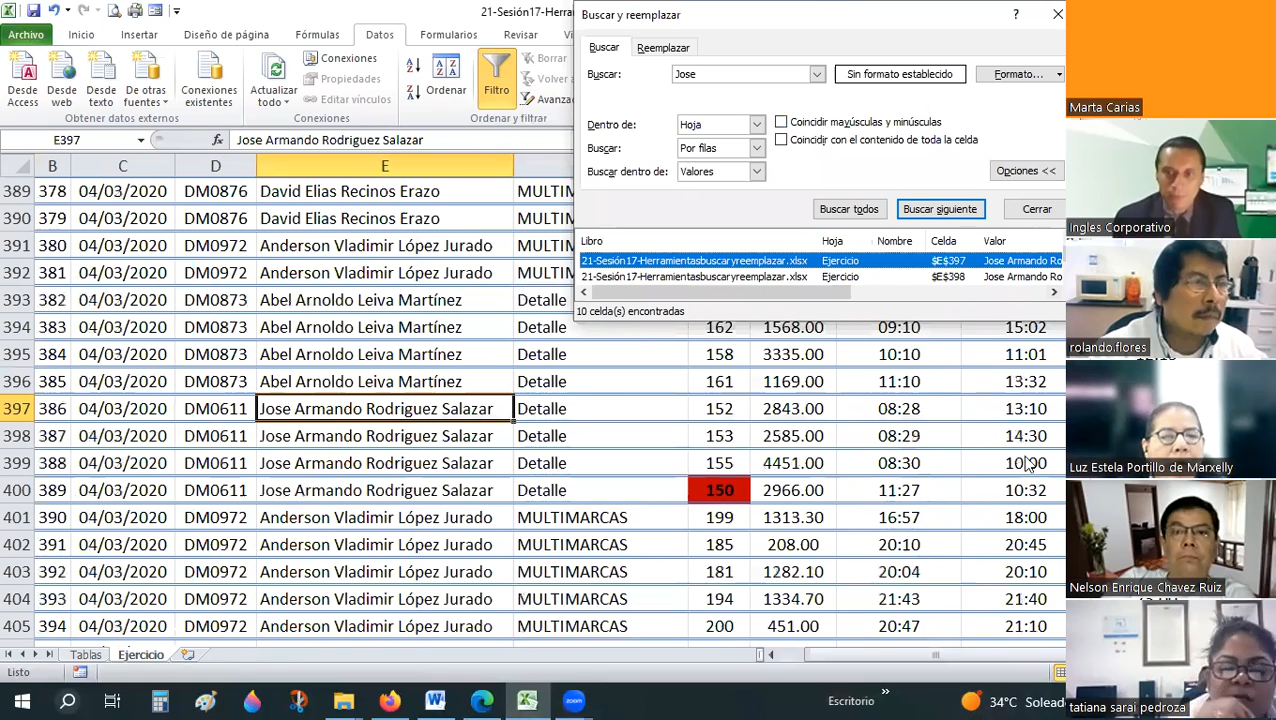 21-Sesión17-Herra
Archivo Inicio Insertar Diseño de página Fórmulas Datos Formularios Revisar
Desde Access
Desde web
Desde texto
De otras fuentes
Conexiones existentes
Obtener datos externos
Actualizar todo
Conexiones
Propiedades
Editar vínculos
Conexiones
Ordenar
Filtro
Borrar
Volver a
Avanzadas
Ordenar y filtrar
E397 fx Jose Armando Rodriguez Salazar
B C D E
389 378 04/03/2020 DM0876 David Elias Recinos Erazo MULTIM
390 379 04/03/2020 DM0876 David Elias Recinos Erazo MULTIM
391 380 04/03/2020 DM0972 Anderson Vladimir López Jurado MULTIM
392 381 04/03/2020 DM0972 Anderson Vladimir López Jurado MULTIM
393 382 04/03/2020 DM0873 Abel Arnoldo Leiva Martínez Detalle
394 383 04/03/2020 DM0873 Abel Arnoldo Leiva Martínez Detalle 162 1568.00 09:10 15:02
395 384 04/03/2020 DM0873 Abel Arnoldo Leiva Martínez Detalle 158 3335.00 10:10 11:01
396 385 04/03/2020 DM0873 Abel Arnoldo Leiva Martínez Detalle 161 1169.00 11:10 13:32
397 386 04/03/2020 DM0611 Jose Armando Rodriguez Salazar Detalle 152 2843.00 08:28 13:10
398 387 04/03/2020 DM0611 Jose Armando Rodriguez Salazar Detalle 153 2585.00 08:29 14:30
399 388 04/03/2020 DM0611 Jose Armando Rodriguez Salazar Detalle 155 4451.00 08:30 10:00
400 389 04/03/2020 DM0611 Jose Armando Rodriguez Salazar Detalle 150 2966.00 11:27 10:32
401 390 04/03/2020 DM0972 Anderson Vladimir López Jurado MULTIMARCAS 199 1313.30 16:57 18:00
402 391 04/03/2020 DM0972 Anderson Vladimir López Jurado MULTIMARCAS 185 208.00 20:10 20:45
403 392 04/03/2020 DM0972 Anderson Vladimir López Jurado MULTIMARCAS 181 1282.10 20:04 20:10
404 393 04/03/2020 DM0972 Anderson Vladimir López Jurado MULTIMARCAS 194 1334.70 21:43 21:40
405 394 04/03/2020 DM0972 Anderson Vladimir López Jurado MULTIMARCAS 200 451.00 20:47 21:10
Tablas Ejercicio
Listo
Buscar y reemplazar ?
Buscar Reemplazar
Buscar: Jose Sin formato establecido Formato...
Dentro de: Hoja Coincidir mayúsculas y minúsculas
Buscar: Por filas Coincidir con el contenido de toda la celda
Buscar dentro de: Valores Opciones <<
Buscar todos Buscar siguiente Cerrar
Libro Hoja Nombre Celda Valor
21-Sesión17-Herramientasbuscaryreemplazar.xlsx Ejercicio $E$397 Jose Armando Ro
21-Sesión17-Herramientasbuscaryreemplazar.xlsx Ejercicio $E$398 Jose Armando Ro
10 celda(s) encontradas
Escritorio » 34°C Soleado
zoom
Marta Carias
Ingles Corporativo
rolando.flores
Luz Estela Portillo de Marxelly
Nelson Enrique Chavez Ruiz
tatiana sarai pedroza